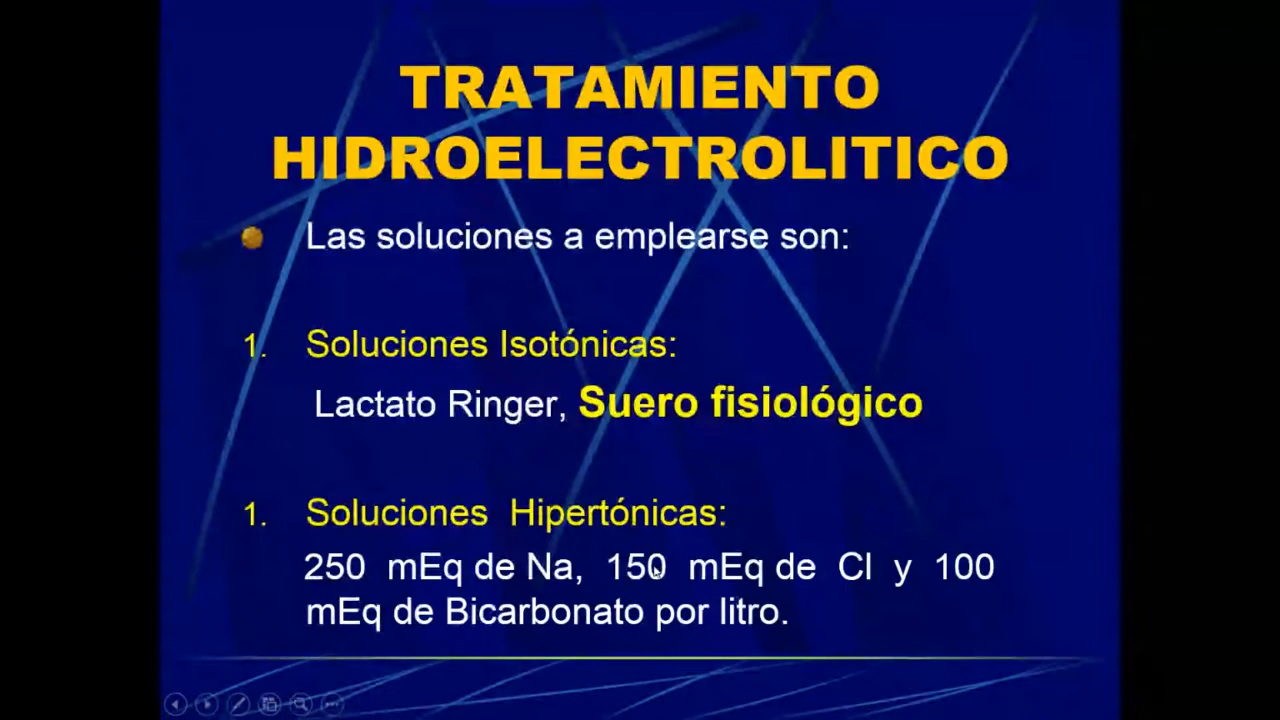 TRATAMIENTO
HIDROELECTROLITICO
Las soluciones a emplearse son:
1. Soluciones Isotónicas:
Lactato Ringer, Suero fisiológico
1. Soluciones Hipertónicas:
250 mEq de Na, 150 mEq de Cl y 100
mEq de Bicarbonato por litro.